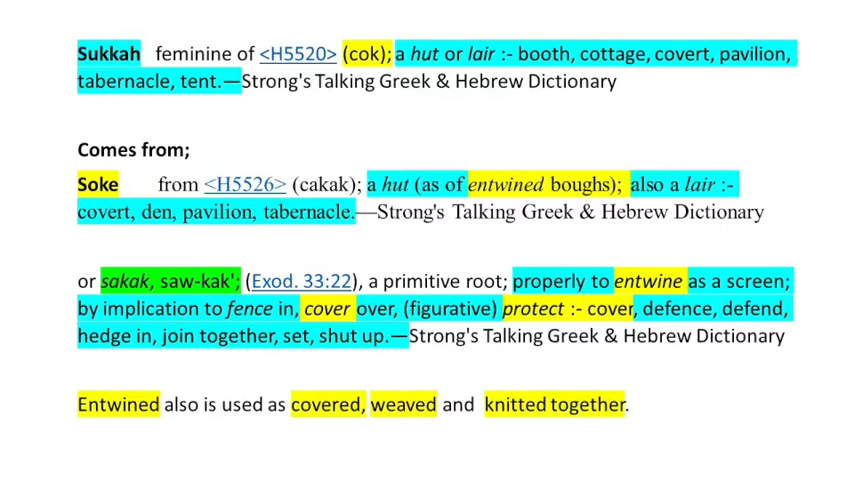 Sukkah feminine of <H5520> (cok); a hut or lair :- booth, cottage, covert, pavilion,
tabernacle, tent.—Strong's Talking Greek & Hebrew Dictionary
Comes from;
Soke from <H5526> (cakak); a hut (as of entwined boughs); also a lair :-
covert, den, pavilion, tabernacle.—Strong's Talking Greek & Hebrew Dictionary
or sakak, saw-kak'; (Exod. 33:22), a primitive root; properly to entwine as a screen;
by implication to fence in, cover over, (figurative) protect :- cover, defence, defend,
hedge in, join together, set, shut up.—Strong's Talking Greek & Hebrew Dictionary
Entwined also is used as covered, weaved and knitted together.